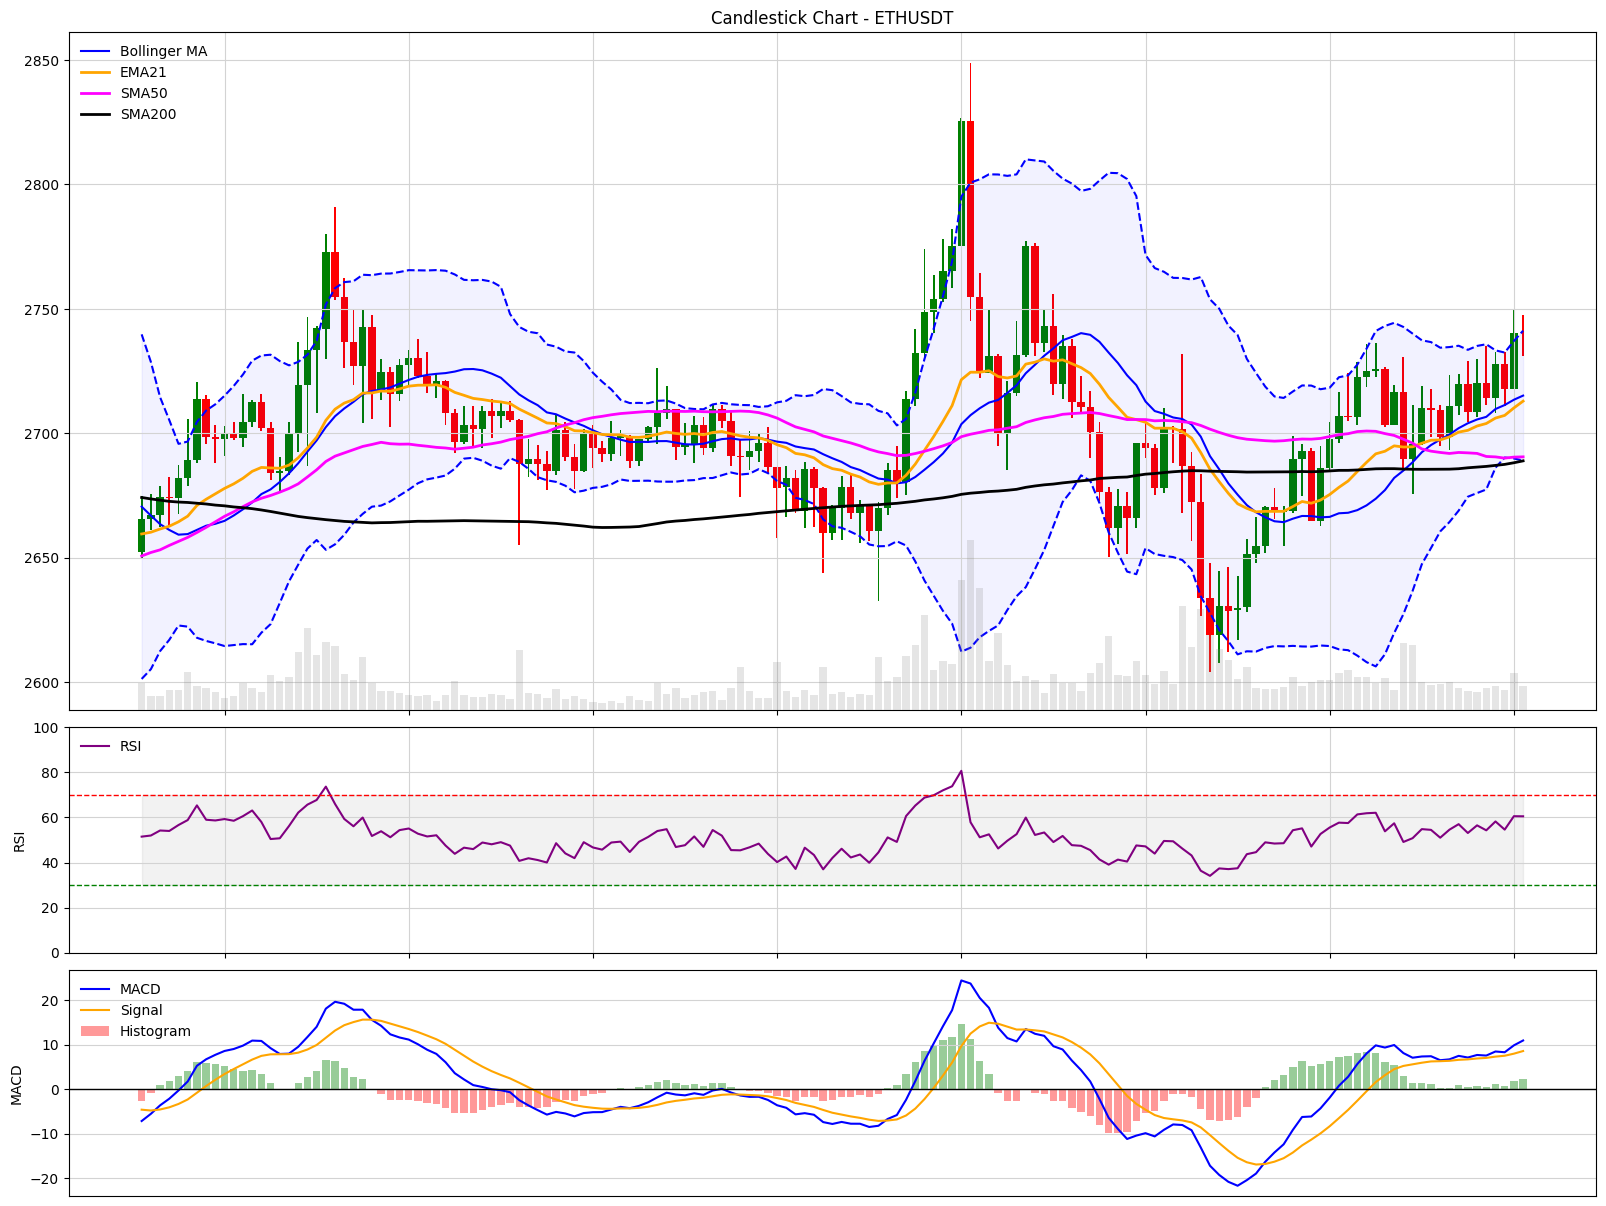 Candlestick Chart - ETHUSDT
Bollinger MA
EMA21
SMA50
SMA200
2850
2800
2750
2700
2650
2600
RSI
100
80
60
40
20
0
RSI
MACD
Signal
Histogram
20
10
0
−10
−20
MACD